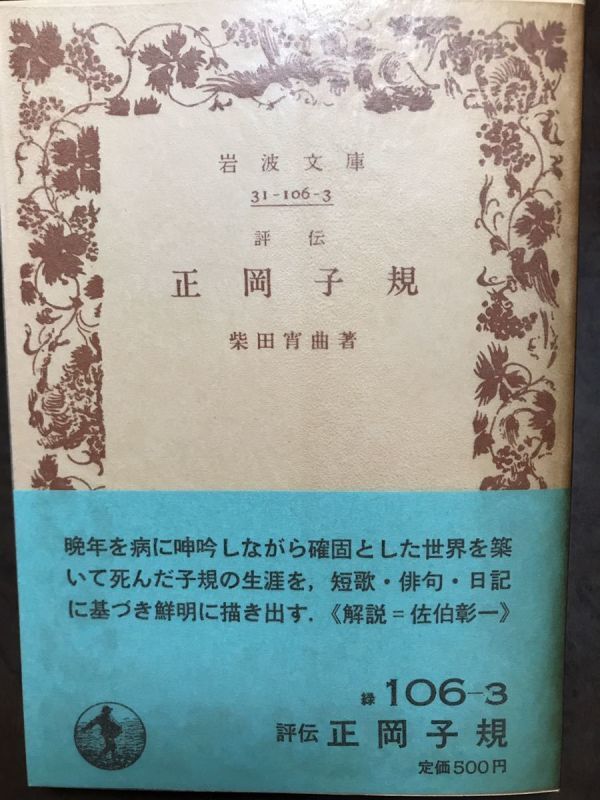 岩波文庫
31-106-3
評伝
正岡子規
柴田宵曲著
晩年を病に呻吟しながら確固とした世界を築
いて死んだ子規の生涯を,短歌・俳句・日記
に基づき鮮明に描き出す.《解説=佐伯彰一》
緑 106-3
評伝 正岡子規
定価500円